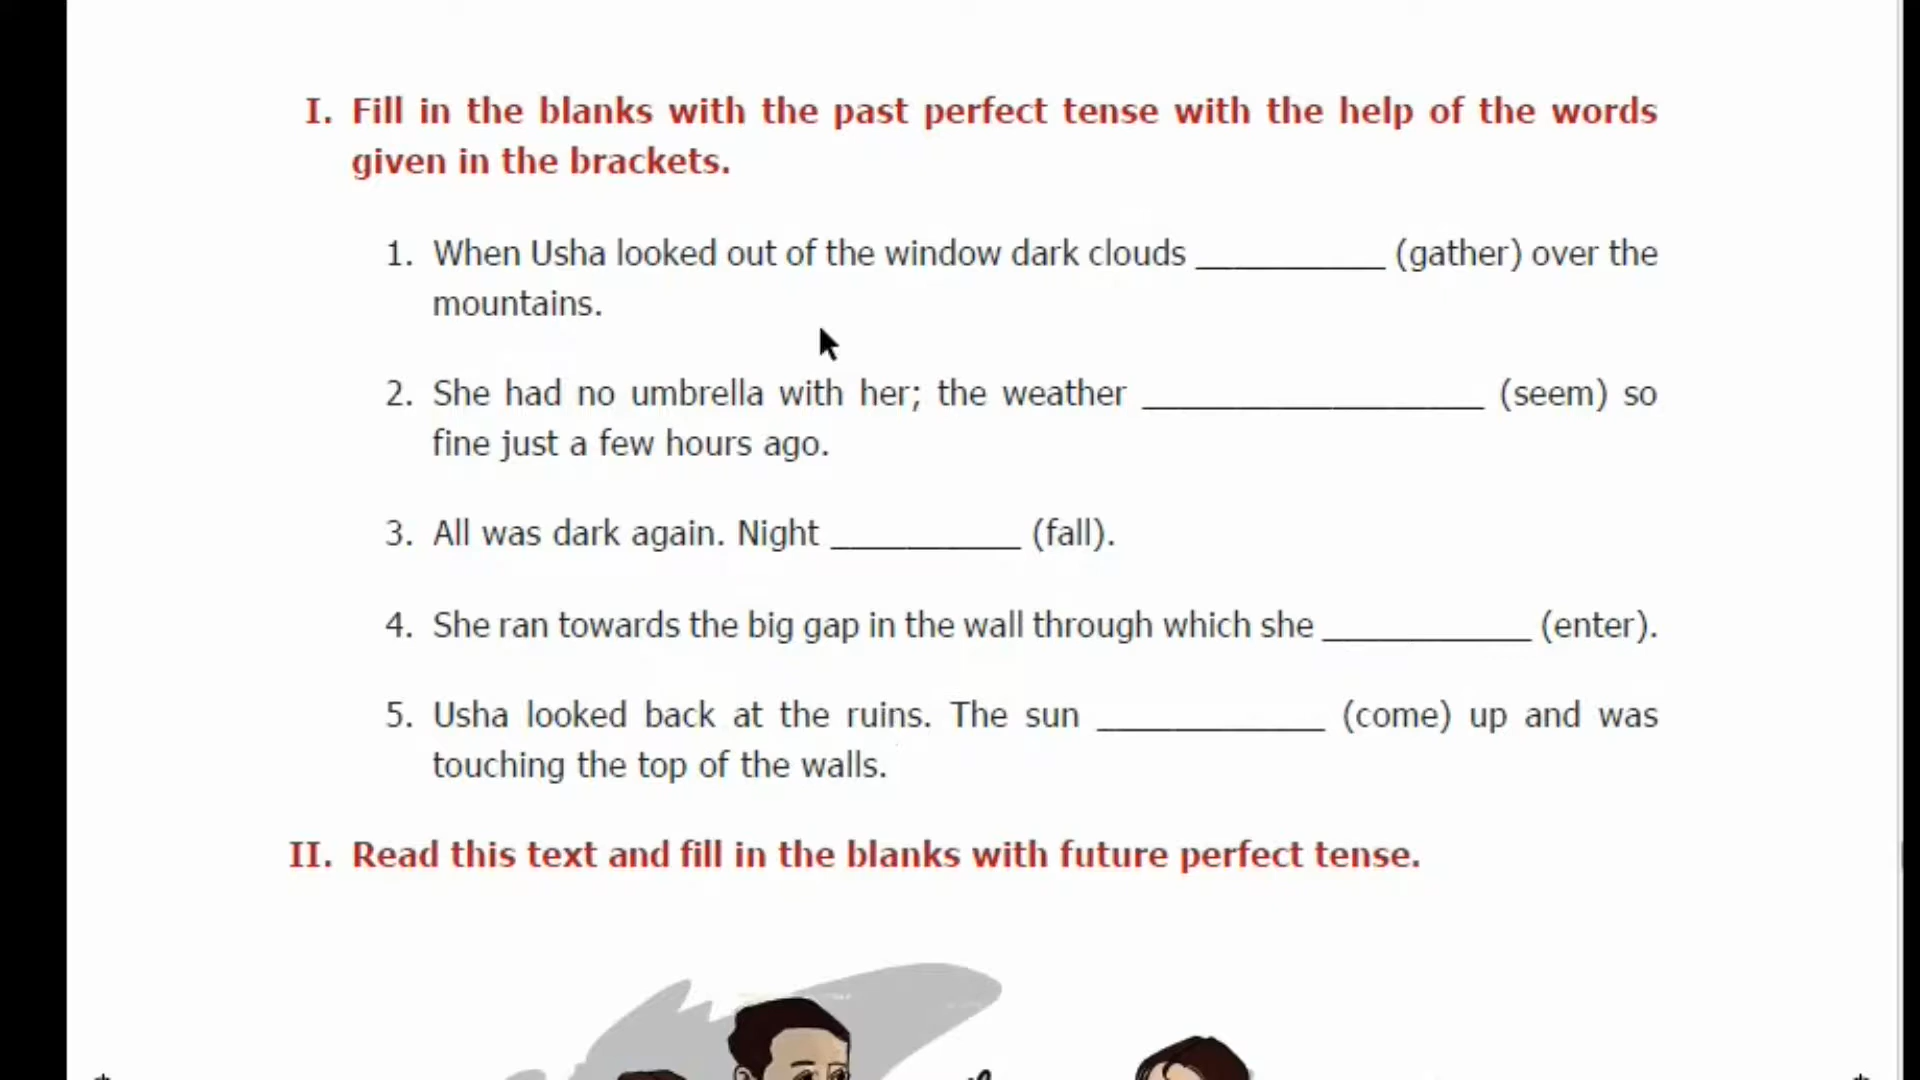 I. Fill in the blanks with the past perfect tense with the help of the words
given in the brackets.
1. When Usha looked out of the window dark clouds __________ (gather) over the
mountains.
2. She had no umbrella with her; the weather __________________ (seem) so
fine just a few hours ago.
3. All was dark again. Night __________ (fall).
4. She ran towards the big gap in the wall through which she ___________ (enter).
5. Usha looked back at the ruins. The sun ____________ (come) up and was
touching the top of the walls.
II. Read this text and fill in the blanks with future perfect tense.